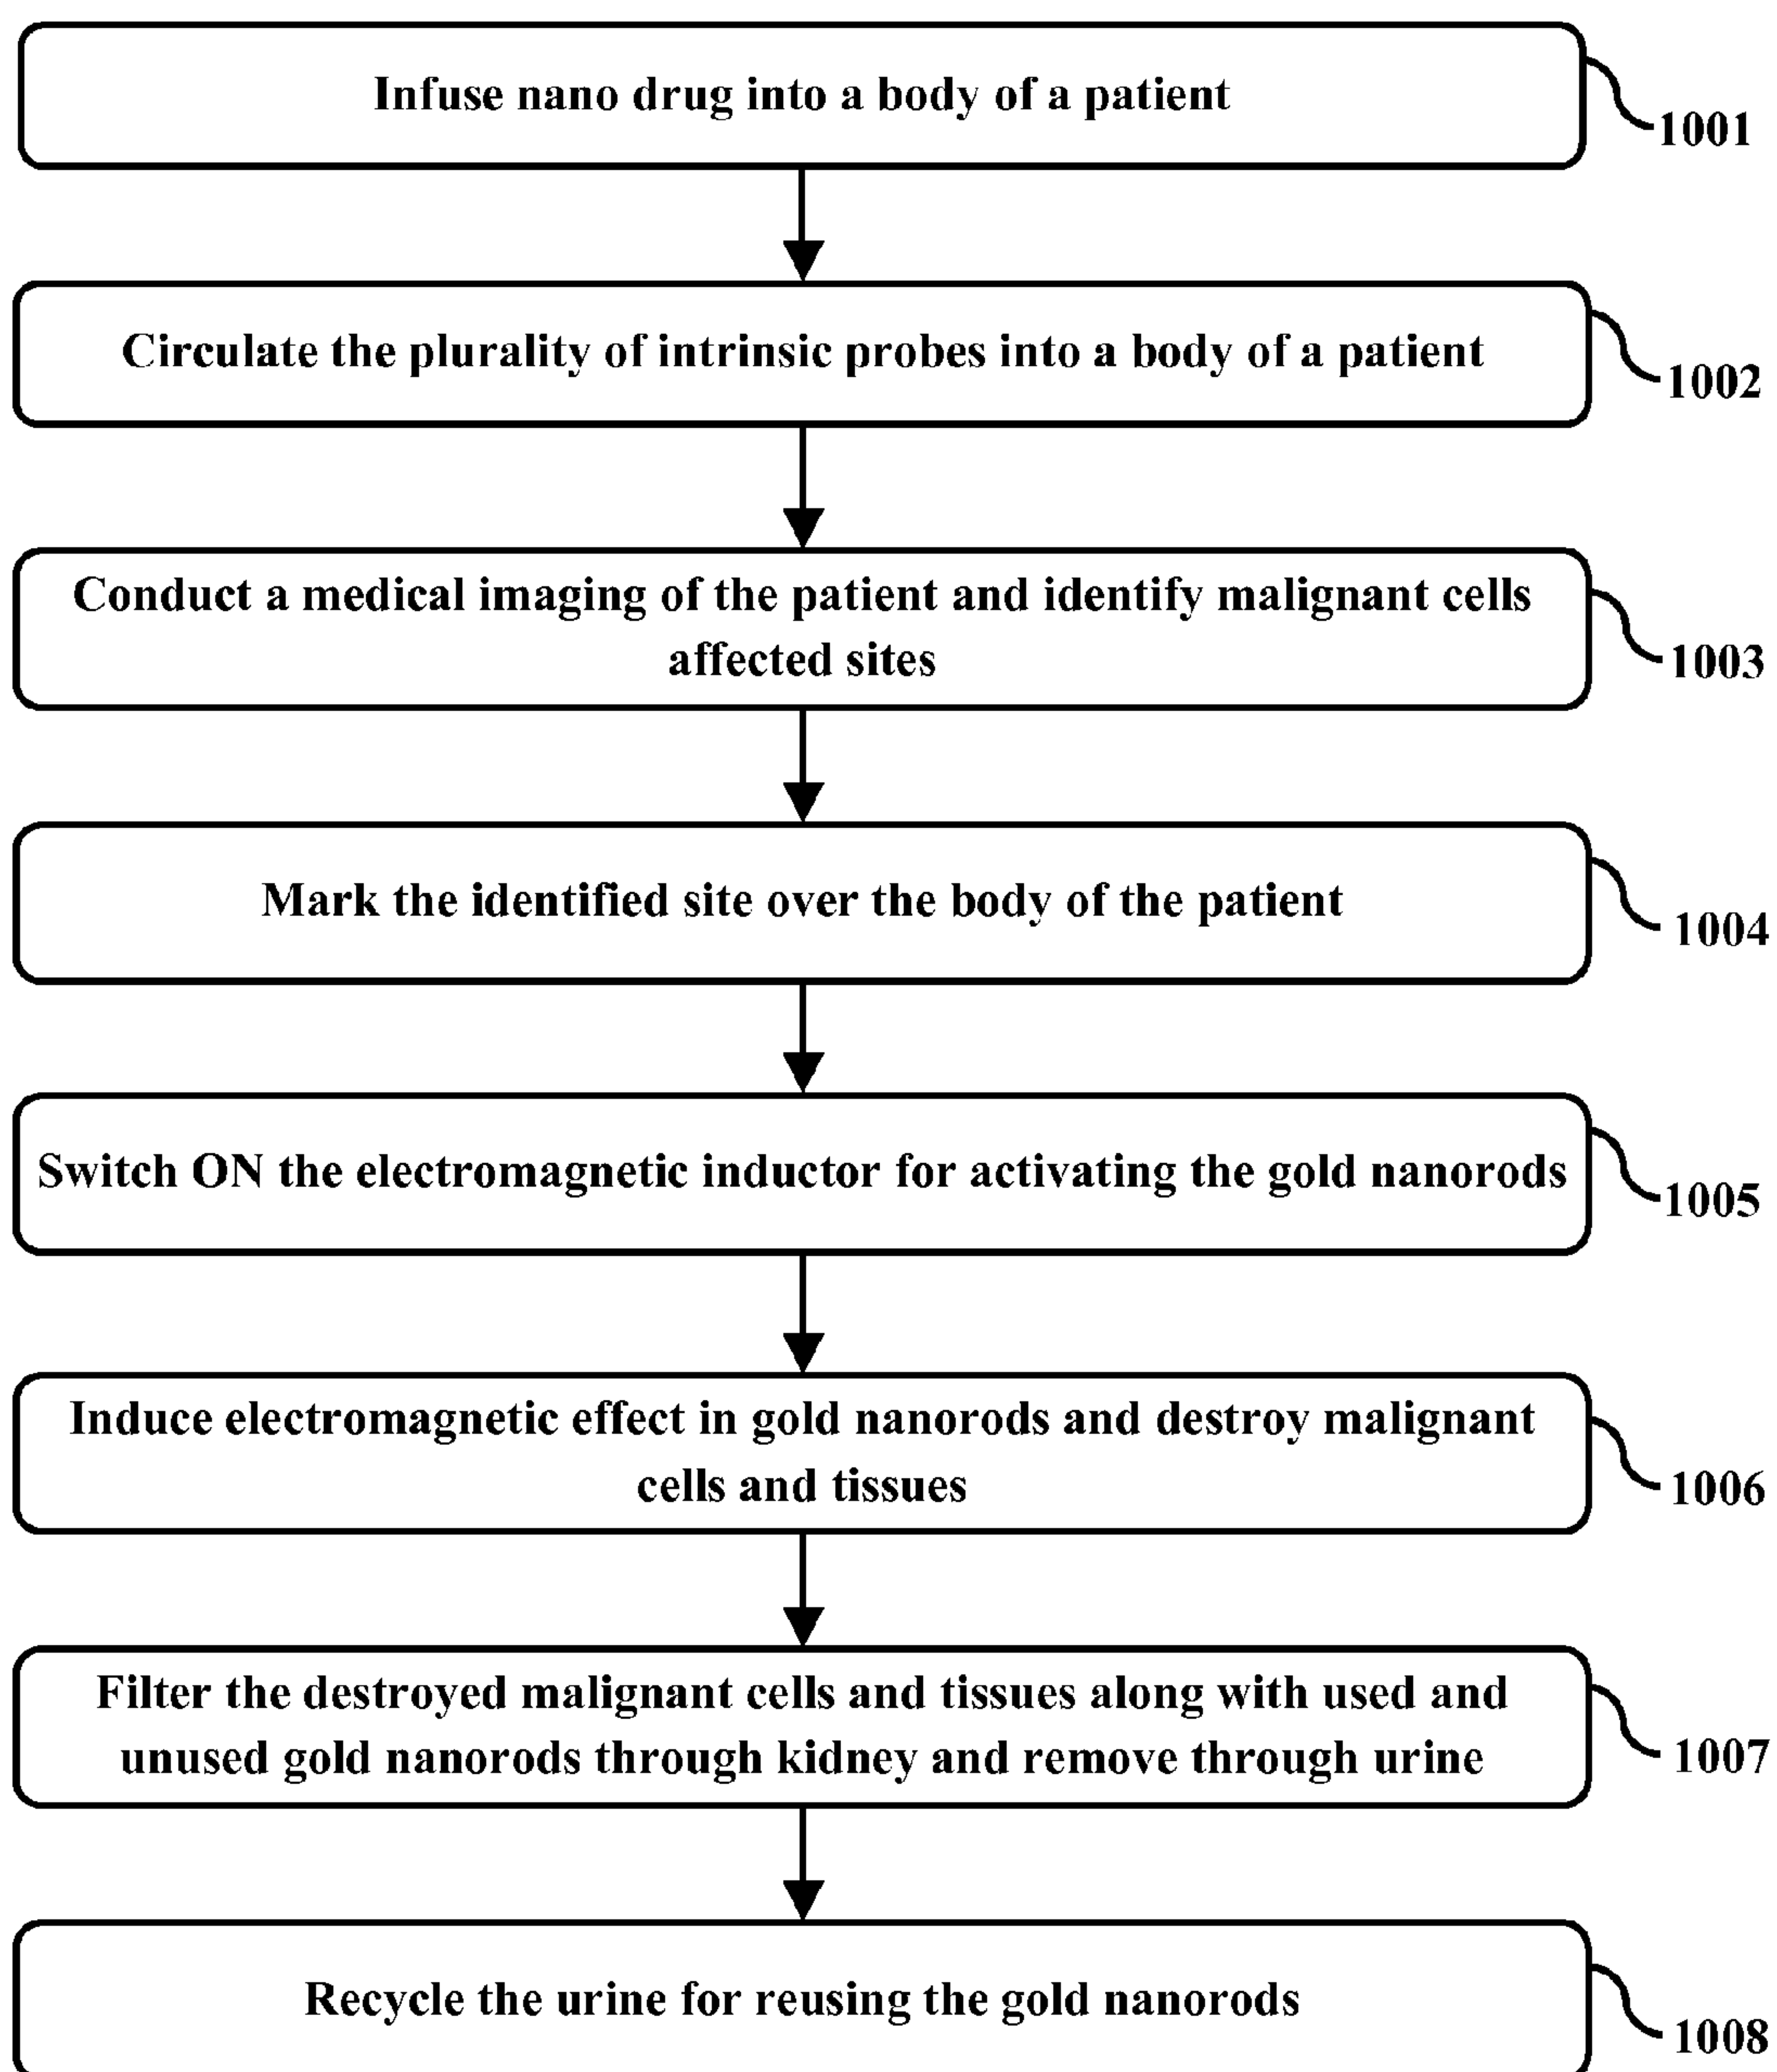 Infuse nano drug into a body of a patient
1001
Circulate the plurality of intrinsic probes into a body of a patient
1002
Conduct a medical imaging of the patient and identify malignant cells
affected sites
1003
Mark the identified site over the body of the patient
1004
Switch ON the electromagnetic inductor for activating the gold nanorods
1005
Induce electromagnetic effect in gold nanorods and destroy malignant
cells and tissues
1006
Filter the destroyed malignant cells and tissues along with used and
unused gold nanorods through kidney and remove through urine
1007
Recycle the urine for reusing the gold nanorods
1008